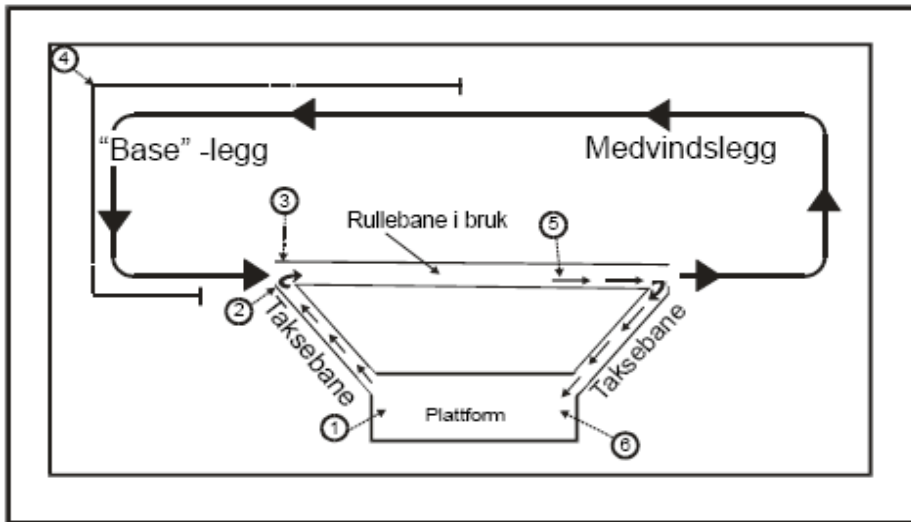 4
"Base" -legg
Medvindslegg
3
Rullebane i bruk
5
2
Taksebane
Taksebane
1
Plattform
6